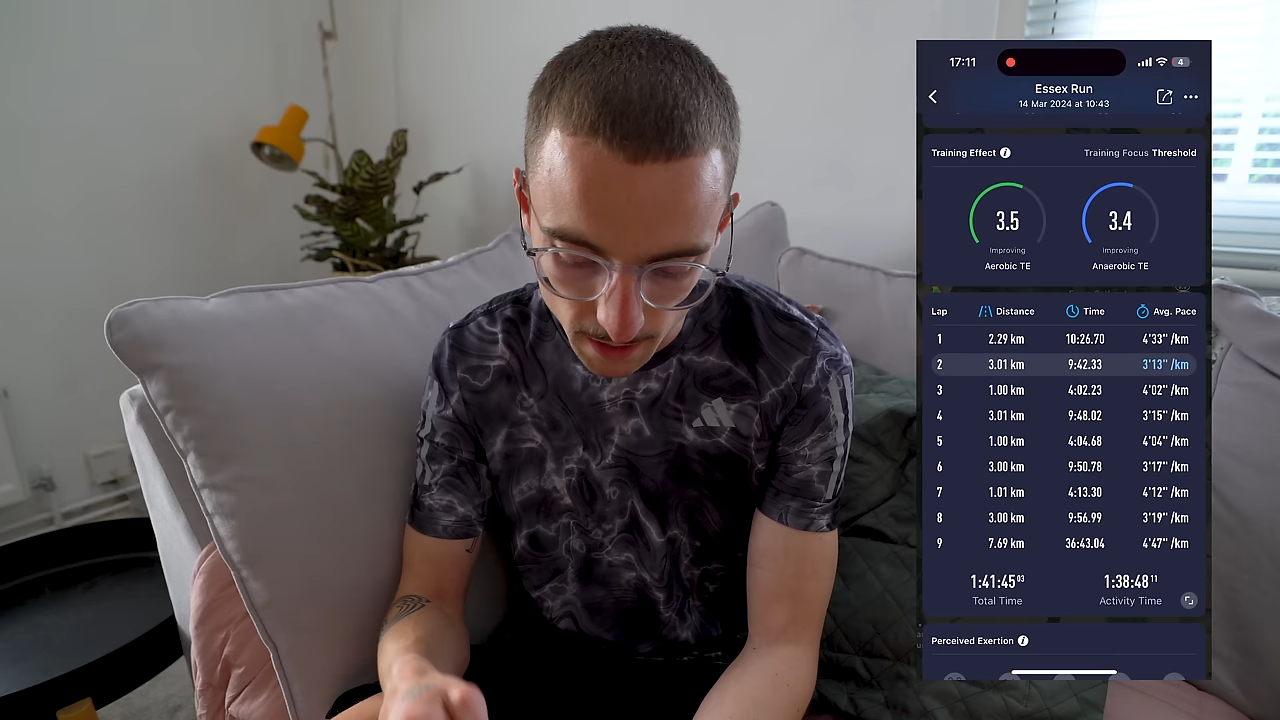 17:11
4
Essex Run
14 Mar 2024 at 10:43
Training Effect i
Training Focus Threshold
3.5
Improving
Aerobic TE
3.4
Improving
Anaerobic TE
Lap Distance Time Avg. Pace
1 2.29 km 10:26.70 4'33" /km
2 3.01 km 9:42.33 3'13" /km
3 1.00 km 4:02.23 4'02" /km
4 3.01 km 9:48.02 3'15" /km
5 1.00 km 4:04.68 4'04" /km
6 3.00 km 9:50.78 3'17" /km
7 1.01 km 4:13.30 4'12" /km
8 3.00 km 9:56.99 3'19" /km
9 7.69 km 36:43.04 4'47" /km
1:41:45 03
Total Time
1:38:48 11
Activity Time
Perceived Exertion i